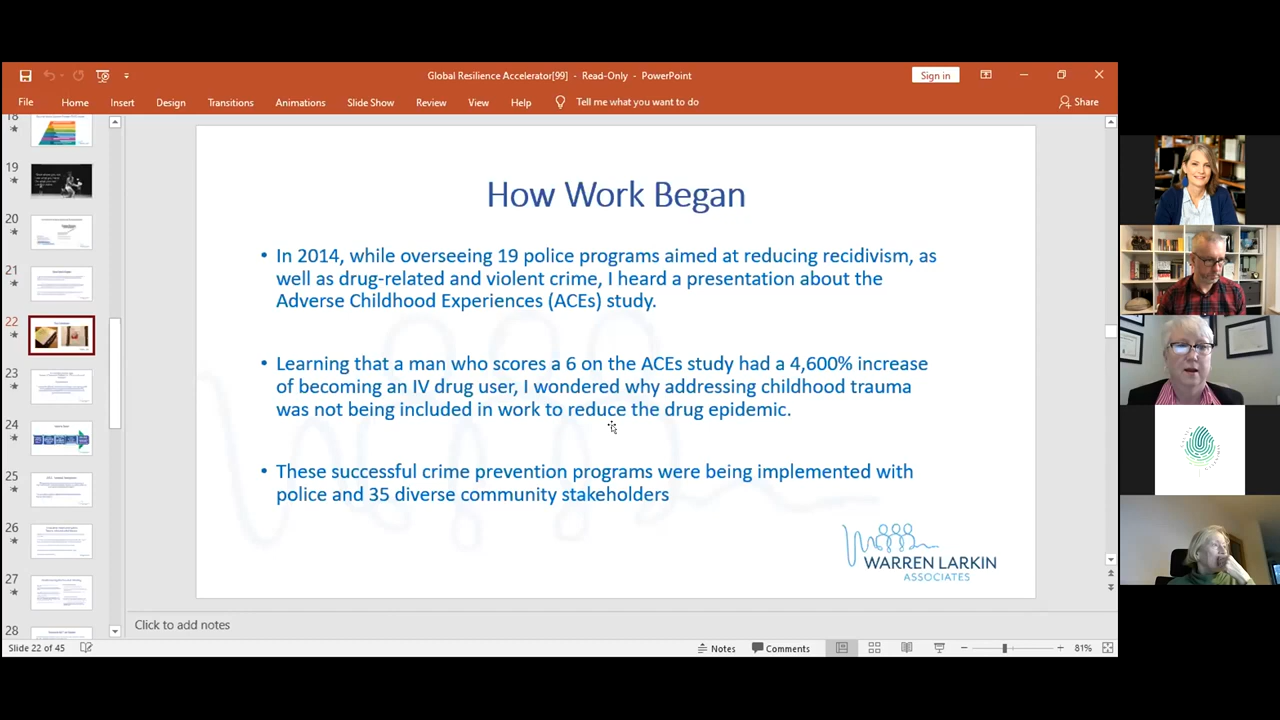 Global Resilience Accelerator[99] - Read-Only - PowerPoint
Sign in
File Home Insert Design Transitions Animations Slide Show Review View Help Tell me what you want to do
Share
18
19
20
21
22
23
24
25
26
27
28
How Work Began
• In 2014, while overseeing 19 police programs aimed at reducing recidivism, as
well as drug-related and violent crime, I heard a presentation about the
Adverse Childhood Experiences (ACEs) study.
• Learning that a man who scores a 6 on the ACEs study had a 4,600% increase
of becoming an IV drug user, I wondered why addressing childhood trauma
was not being included in work to reduce the drug epidemic.
• These successful crime prevention programs were being implemented with
police and 35 diverse community stakeholders
WARREN LARKIN
ASSOCIATES
Click to add notes
Slide 22 of 45
Notes
Comments
81%